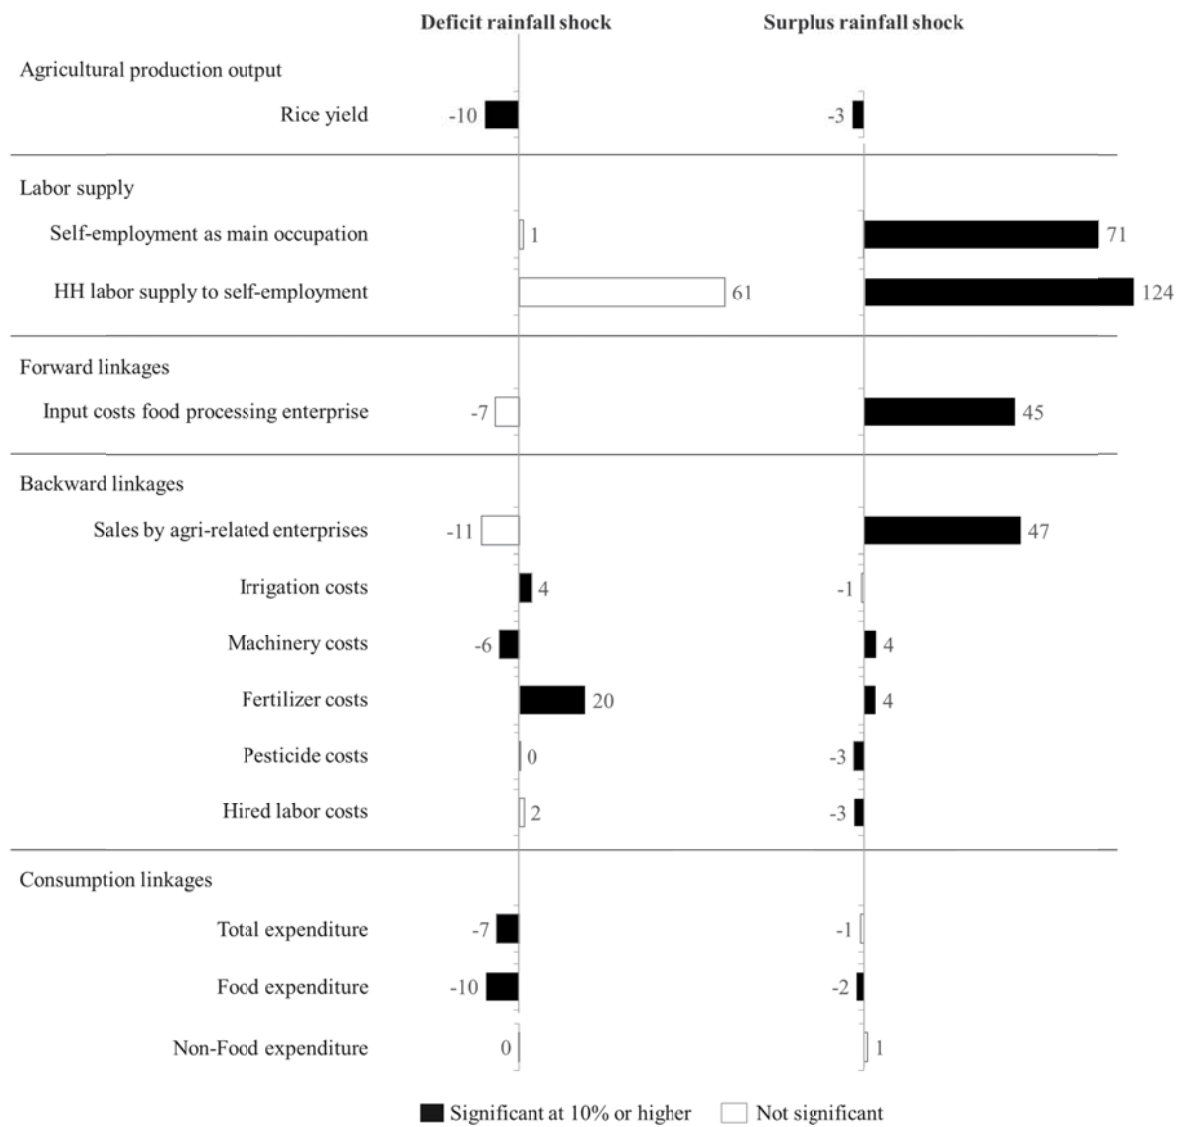 Deficit rainfall shock Surplus rainfall shock
Agricultural production output
Rice yield -10 -3
Labor supply
Self-employment as main occupation 1 71
HH labor supply to self-employment 61 124
Forward linkages
Input costs food processing enterprise -7 45
Backward linkages
Sales by agri-related enterprises -11 47
Irrigation costs 4 -1
Machinery costs -6 4
Fertilizer costs 20 4
Pesticide costs 0 -3
Hired labor costs 2 -3
Consumption linkages
Total expenditure -7 -1
Food expenditure -10 -2
Non-Food expenditure 0 1
Significant at 10% or higher Not significant